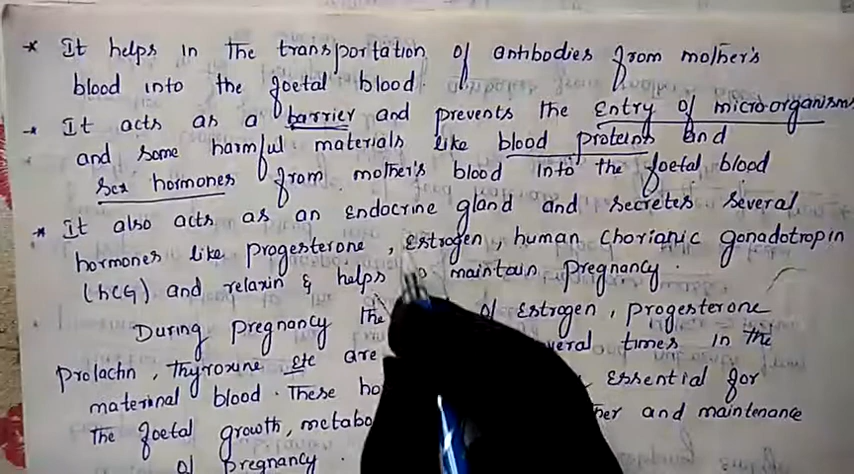 * It helps in the transportation of antibodies from mother's
blood into the foetal blood.
* It acts as a barrier and prevents the entry of microorganisms
and some harmful materials like blood proteins and
sex hormones from mother's blood into the foetal blood
* It also acts as an endocrine gland and secretes several
hormones like progesterone, Estrogen, human Chorianic gonadotropin
(hCG) and relaxin & helps to maintain pregnancy.
During pregnancy the of Estrogen, progesterone
Prolachn, Thyroxine etc are times in the
maternal blood. These essential for
the foetal growth, and maintenance
of pregnancy.